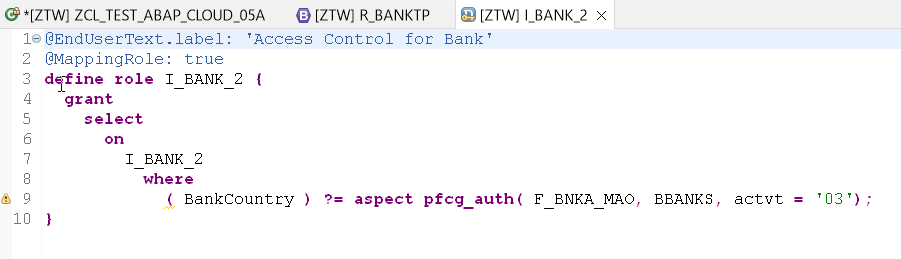 *[ZTW] ZCL_TEST_ABAP_CLOUD_05A [ZTW] R_BANKTP [ZTW] I_BANK_2
1 @EndUserText.label: 'Access Control for Bank'
2 @MappingRole: true
3 define role I_BANK_2 {
4 grant
5 select
6 on
7 I_BANK_2
8 where
9 ( BankCountry ) ?= aspect pfcg_auth( F_BNKA_MAO, BBANKS, actvt = '03');
10 }